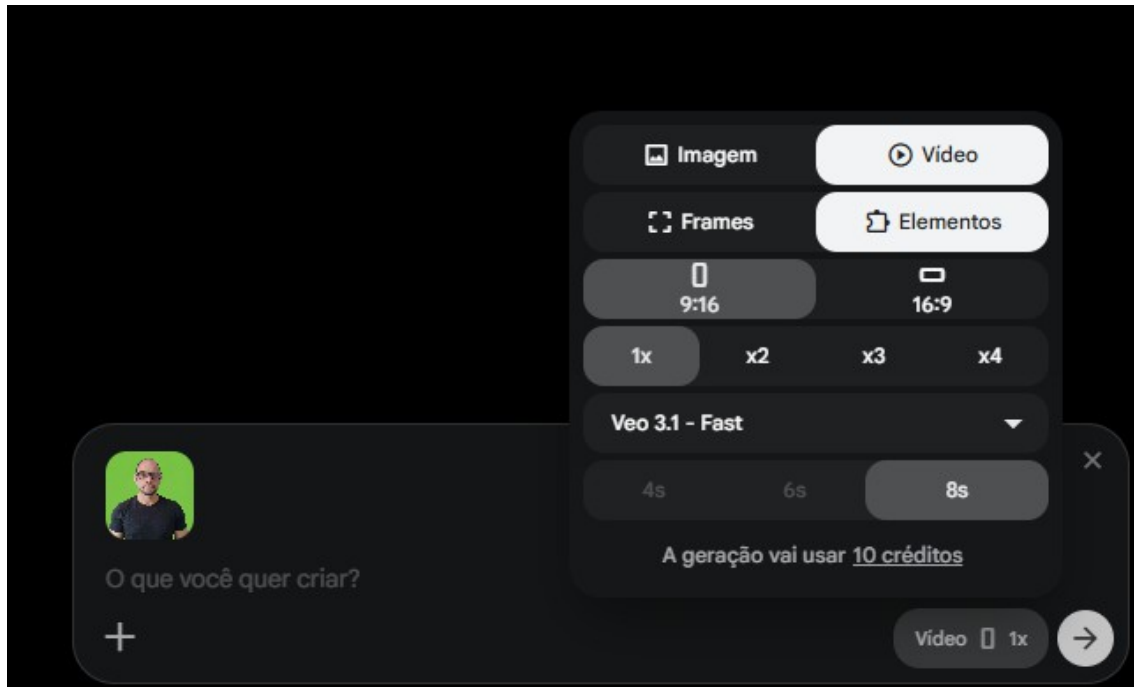 Imagem
Vídeo
Frames
Elementos
9:16
16:9
1x
x2
x3
x4
Veo 3.1 - Fast
4s
6s
8s
A geração vai usar 10 créditos
O que você quer criar?
Vídeo 1x